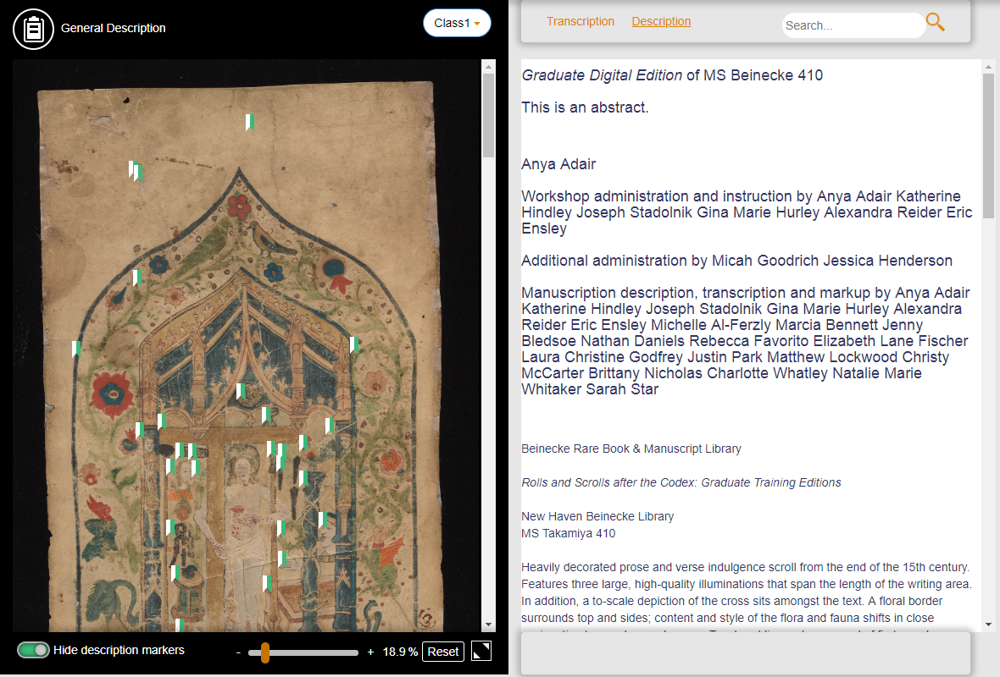 General Description
Class1
Transcription
Description
Search...
Graduate Digital Edition of MS Beinecke 410
This is an abstract.
Anya Adair
Workshop administration and instruction by Anya Adair Katherine
Hindley Joseph Stadolnik Gina Marie Hurley Alexandra Reider Eric
Ensley
Additional administration by Micah Goodrich Jessica Henderson
Manuscription description, transcription and markup by Anya Adair
Katherine Hindley Joseph Stadolnik Gina Marie Hurley Alexandra
Reider Eric Ensley Michelle Al-Ferzly Marcia Bennett Jenny
Bledsoe Nathan Daniels Rebecca Favorito Elizabeth Lane Fischer
Laura Christine Godfrey Justin Park Matthew Lockwood Christy
McCarter Brittany Nicholas Charlotte Whatley Natalie Marie
Whitaker Sarah Star
Beinecke Rare Book & Manuscript Library
Rolls and Scrolls after the Codex: Graduate Training Editions
New Haven Beinecke Library
MS Takamiya 410
Heavily decorated prose and verse indulgence scroll from the end of the 15th century.
Features three large, high-quality illuminations that span the length of the writing area.
In addition, a to-scale depiction of the cross sits amongst the text. A floral border
surrounds top and sides; content and style of the flora and fauna shifts in close
Hide description markers
- + 18.9 % Reset